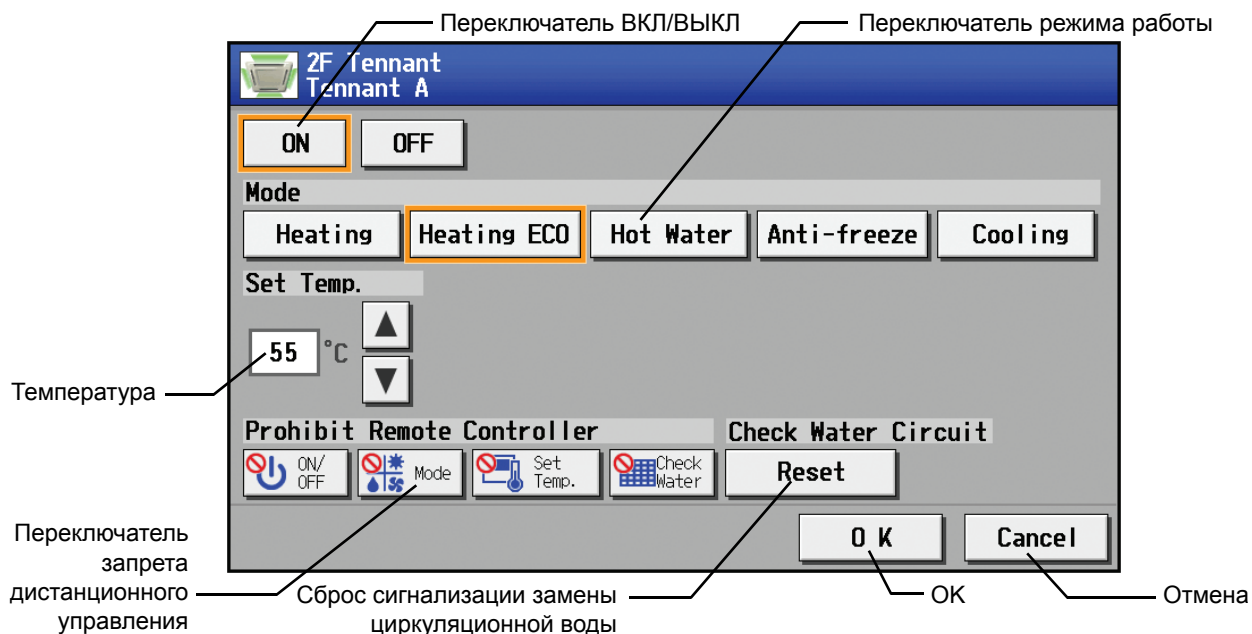 Переключатель ВКЛ/ВЫКЛ
Переключатель режима работы
2F Tennant
Tennant A
ON
OFF
Mode
Heating
Heating ECO
Hot Water
Anti-freeze
Cooling
Set Temp.
55 °C
Температура
Prohibit Remote Controller
Check Water Circuit
ON/
OFF
Mode
Set
Temp.
Check
Water
Reset
O K
Cancel
Переключатель
запрета
дистанционного
управления
Сброс сигнализации замены
циркуляционной воды
OK
Отмена